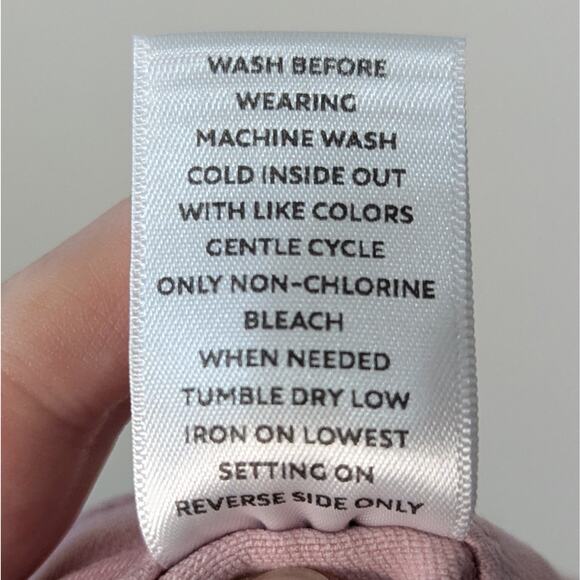 WASH BEFORE
WEARING
MACHINE WASH
COLD INSIDE OUT
WITH LIKE COLORS
GENTLE CYCLE
ONLY NON-CHLORINE
BLEACH
WHEN NEEDED
TUMBLE DRY LOW
IRON ON LOWEST
SETTING ON
REVERSE SIDE ONLY